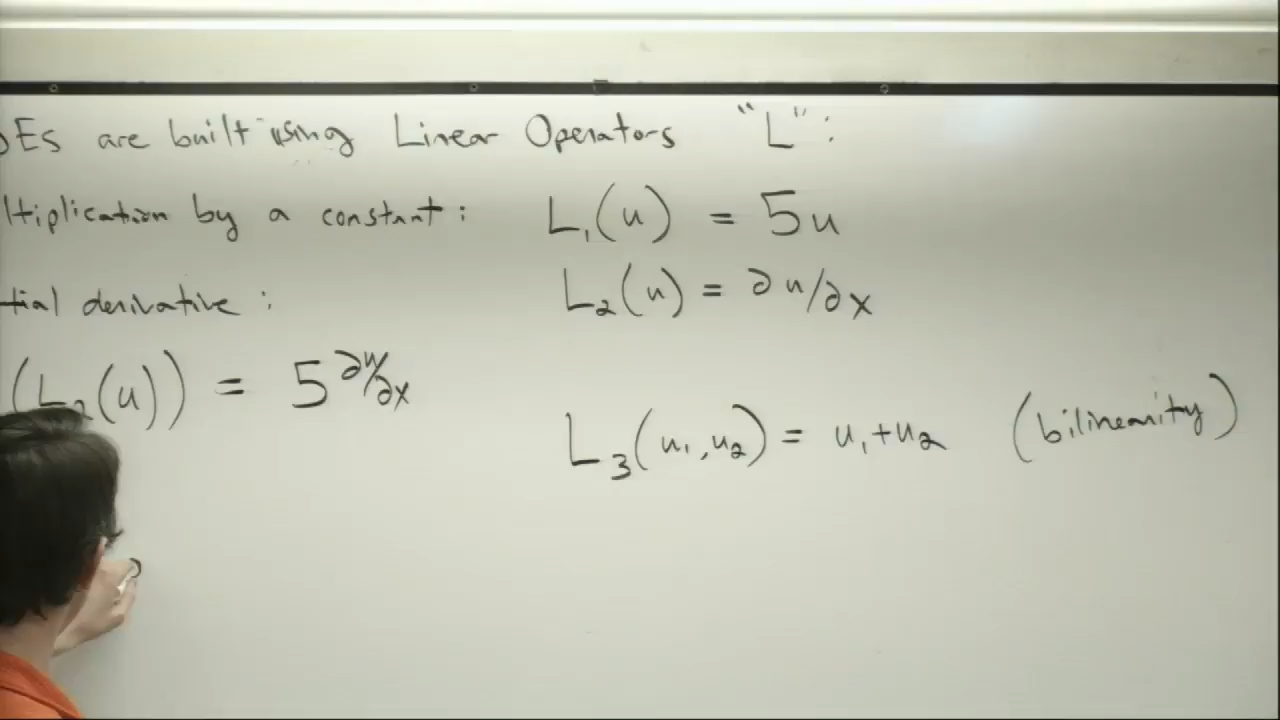 DEs are built using Linear Operators "L":
ltiplication by a constant: L₁(u) = 5u
tial derivative: L₂(u) = ∂u/∂x
(L₂(u)) = 5 ∂u/∂x
L₃(u₁,u₂) = u₁+u₂ (bilinearity)